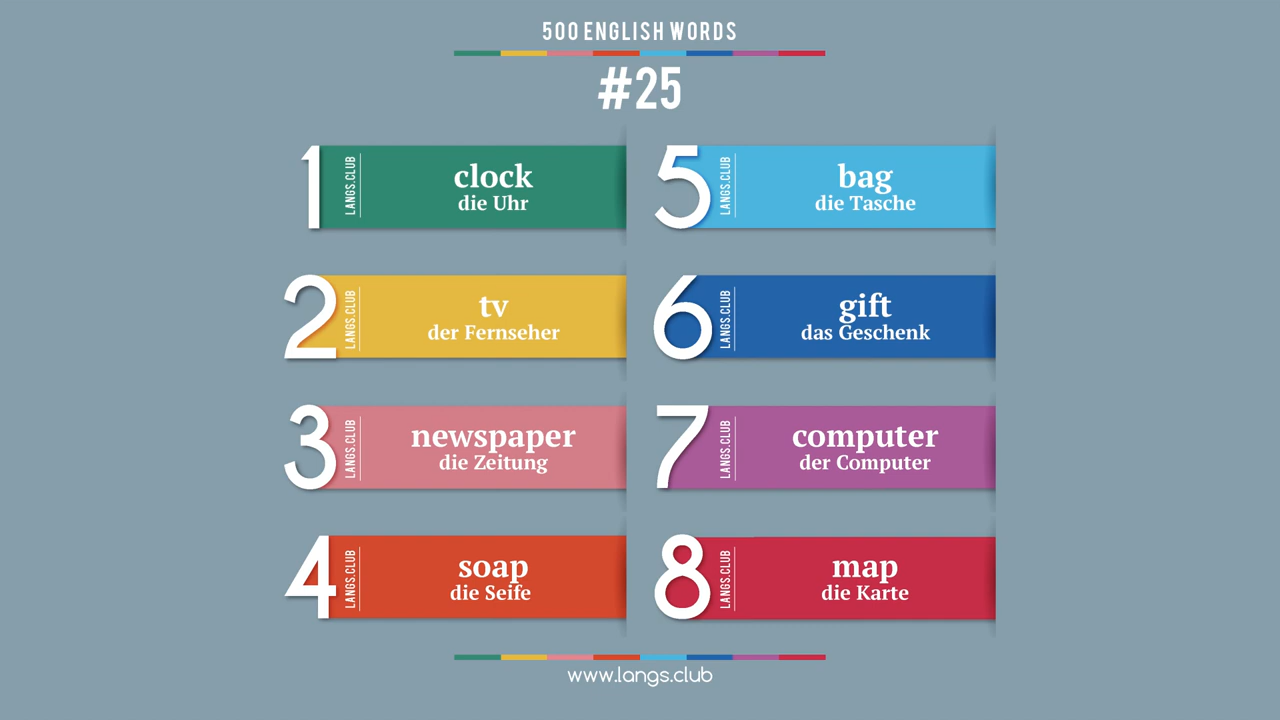 500 ENGLISH WORDS
#25
1
LANGS.CLUB
clock
die Uhr
2
LANGS.CLUB
tv
der Fernseher
3
LANGS.CLUB
newspaper
die Zeitung
4
LANGS.CLUB
soap
die Seife
5
LANGS.CLUB
bag
die Tasche
6
LANGS.CLUB
gift
das Geschenk
7
LANGS.CLUB
computer
der Computer
8
LANGS.CLUB
map
die Karte
www.langs.club